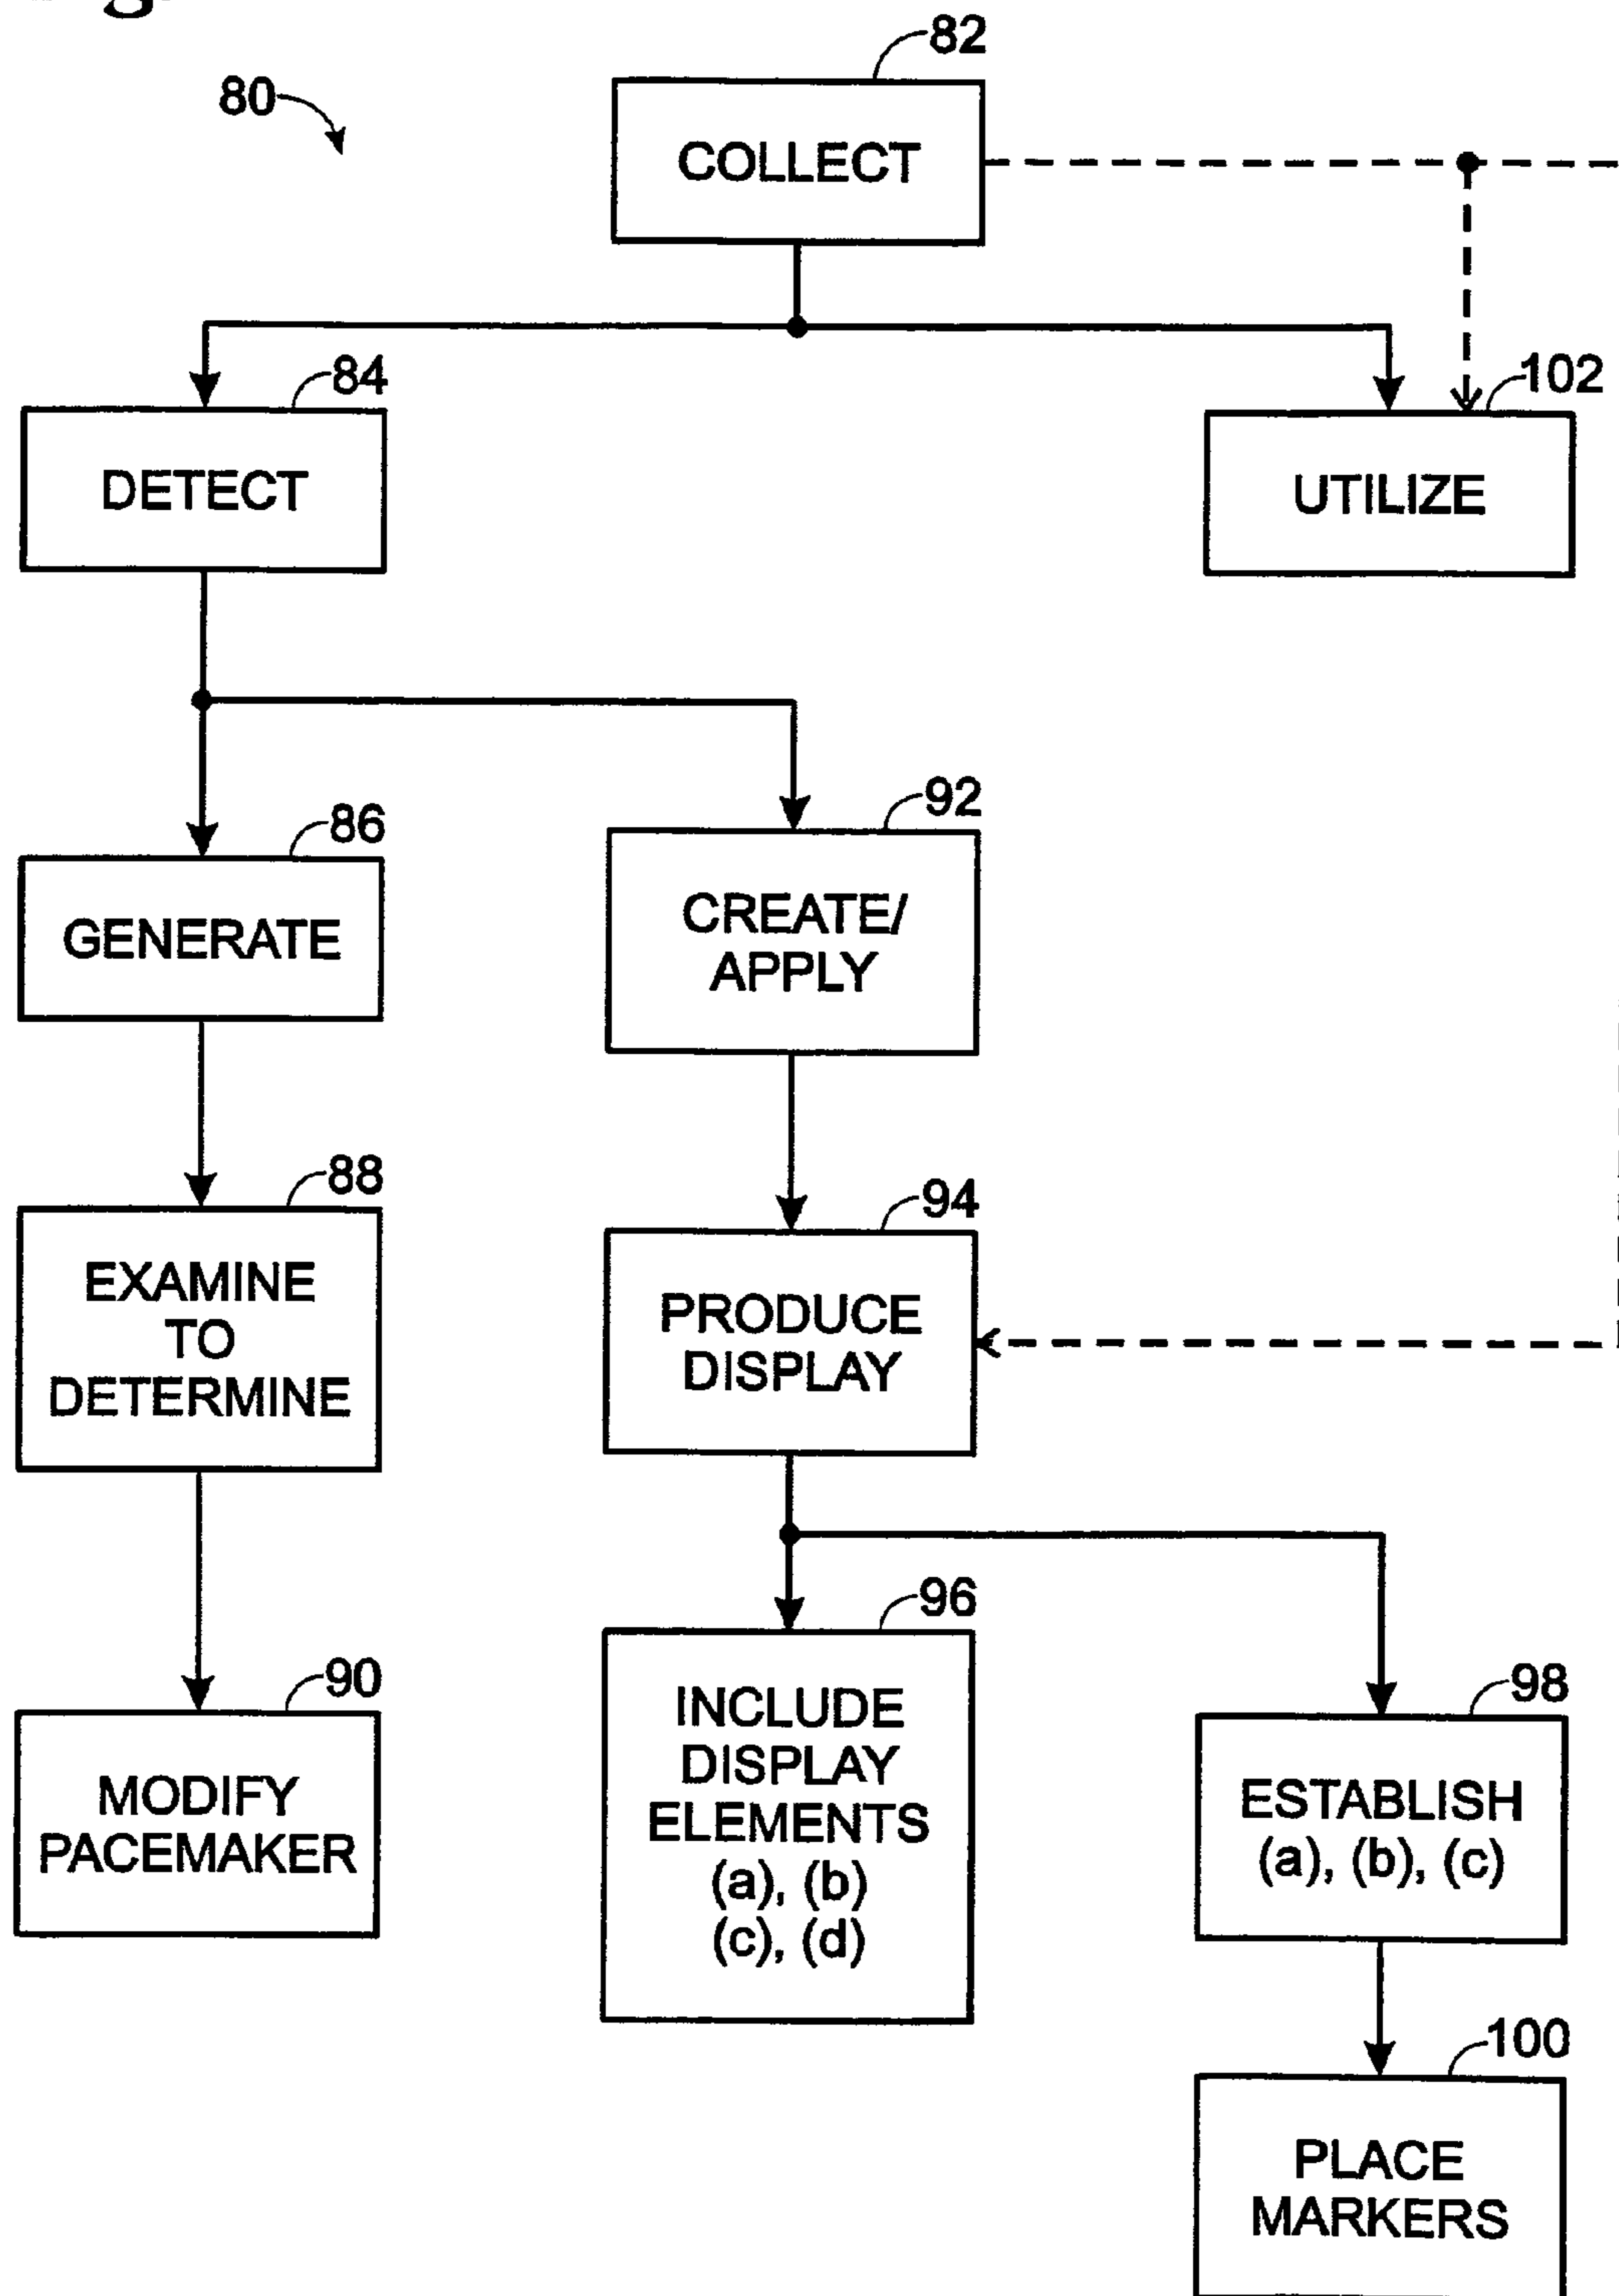 82
80
COLLECT
84
102
DETECT
UTILIZE
92
86
CREATE/
APPLY
GENERATE
88
94
EXAMINE
TO
DETERMINE
PRODUCE
DISPLAY
96
90
98
INCLUDE
DISPLAY
ELEMENTS
(a), (b)
(c), (d)
MODIFY
PACEMAKER
ESTABLISH
(a), (b), (c)
100
PLACE
MARKERS